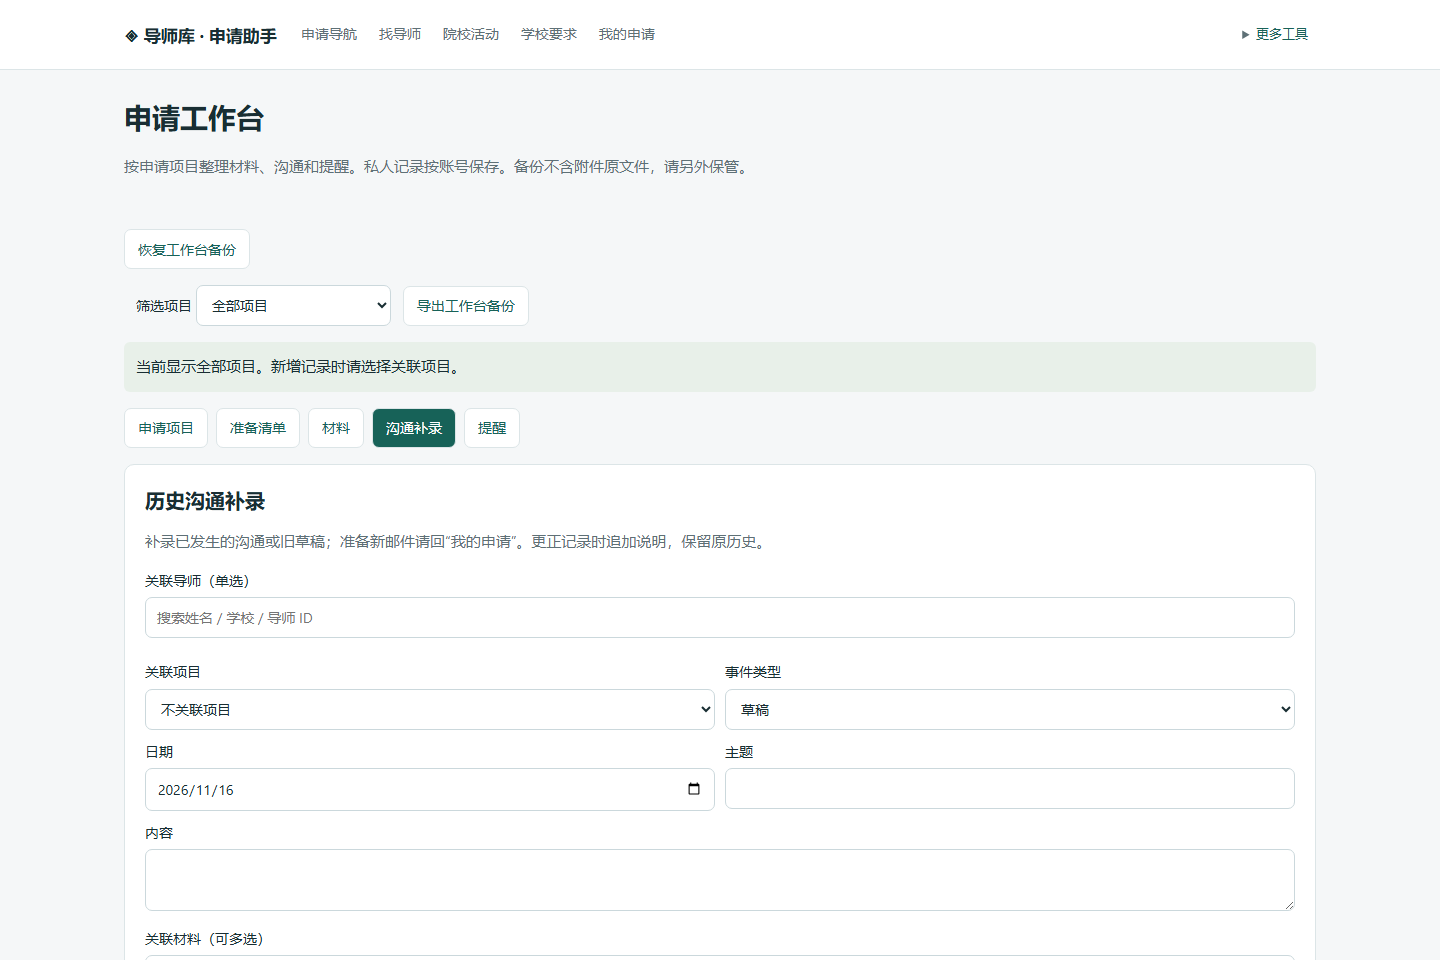 ◈ 导师库 · 申请助手 申请导航 找导师 院校活动 学校要求 我的申请 ▶ 更多工具
申请工作台
按申请项目整理材料、沟通和提醒。私人记录按账号保存。备份不含附件原文件，请另外保管。
恢复工作台备份
筛选项目 全部项目 导出工作台备份
当前显示全部项目。新增记录时请选择关联项目。
申请项目 准备清单 材料 沟通补录 提醒
历史沟通补录
补录已发生的沟通或旧草稿；准备新邮件请回“我的申请”。更正记录时追加说明，保留原历史。
关联导师（单选）
搜索姓名 / 学校 / 导师 ID
关联项目 事件类型
不关联项目 草稿
日期 主题
2026/11/16
内容
关联材料（可多选）